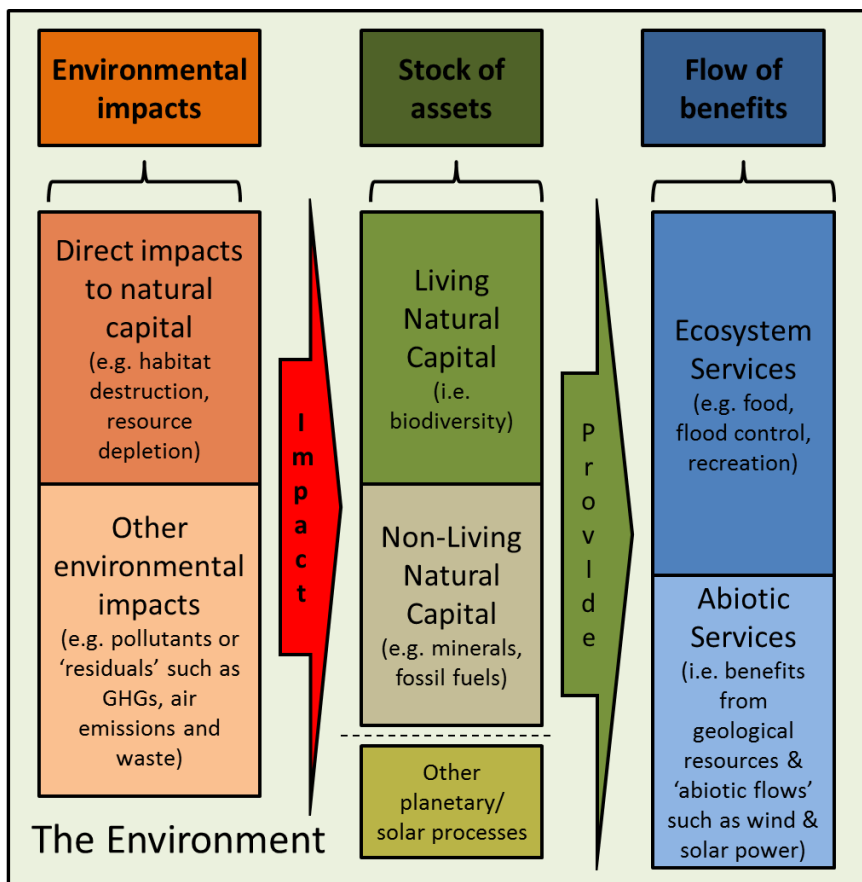 Environmental
impacts
Stock of
assets
Flow of
benefits
Direct impacts
to natural
capital
(e.g. habitat
destruction,
resource
depletion)
Other
environmental
impacts
(e.g. pollutants or
‘residuals’ such as
GHGs, air
emissions and
waste)
Impact
Living
Natural
Capital
(i.e.
biodiversity)
Non-Living
Natural
Capital
(e.g. minerals,
fossil fuels)
Other
planetary/
solar processes
ProvIde
Ecosystem
Services
(e.g. food,
flood control,
recreation)
Abiotic
Services
(i.e. benefits
from
geological
resources &
‘abiotic flows’
such as wind &
solar power)
The Environment